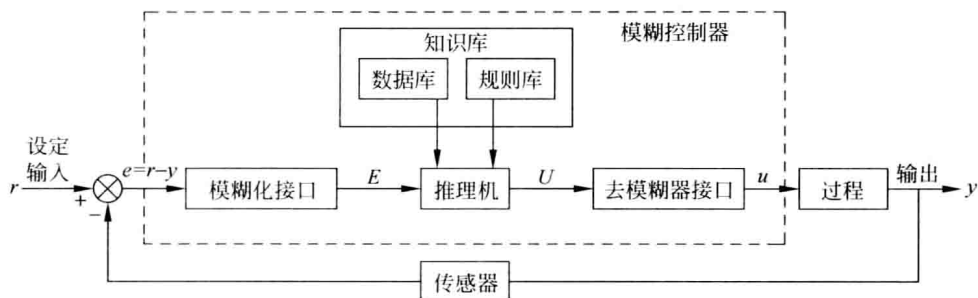 模糊控制器
知识库
数据库
规则库
设定
输入
r
+
−
e=r−y
模糊化接口
E
推理机
U
去模糊器接口
u
过程
输出
y
传感器